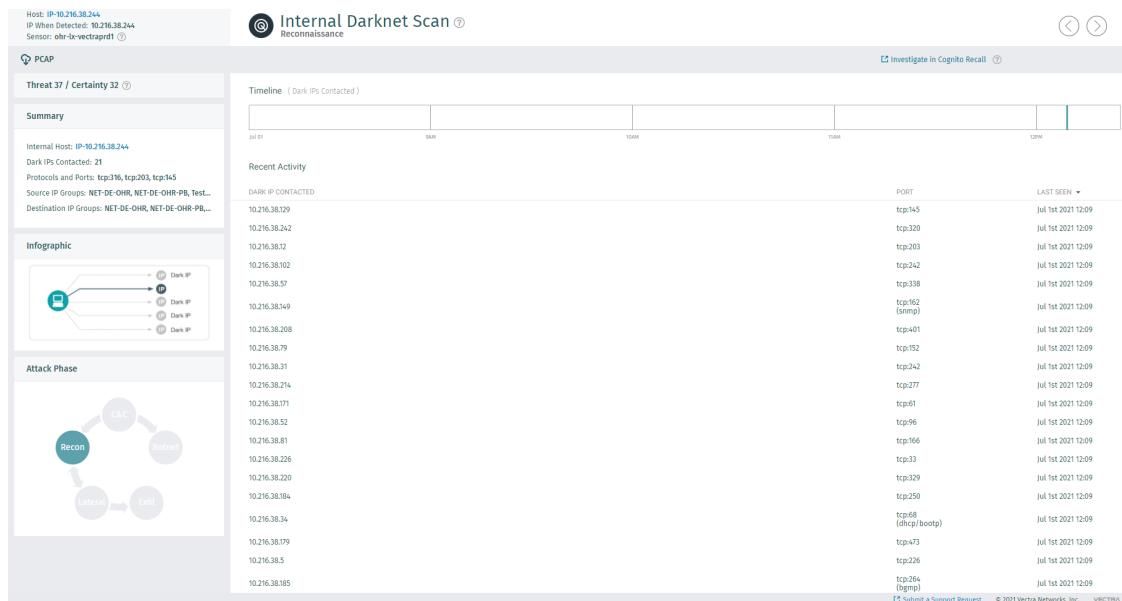 Host: IP-10.216.38.244
IP When Detected: 10.216.38.244
Sensor: ohr-lx-vectraprd1
Internal Darknet Scan
Reconnaissance
PCAP
Investigate in Cognito Recall
Threat 37 / Certainty 32
Summary
Internal Host: IP-10.216.38.244
Dark IPs Contacted: 21
Protocols and Ports: tcp:316, tcp:203, tcp:145
Source IP Groups: NET-DE-OHR, NET-DE-OHR-PB, Test...
Destination IP Groups: NET-DE-OHR, NET-DE-OHR-PB,...
Infographic
IP Dark IP
IP
IP Dark IP
IP Dark IP
IP Dark IP
Attack Phase
C&C
Recon
Botnet
Lateral
Exfil
Timeline ( Dark IPs Contacted )
Jul 01 9AM 10AM 11AM 12PM
Recent Activity
DARK IP CONTACTED PORT LAST SEEN
10.216.38.129 tcp:145 Jul 1st 2021 12:09
10.216.38.242 tcp:320 Jul 1st 2021 12:09
10.216.38.12 tcp:203 Jul 1st 2021 12:09
10.216.38.102 tcp:242 Jul 1st 2021 12:09
10.216.38.57 tcp:338 Jul 1st 2021 12:09
10.216.38.149 tcp:162 (snmp) Jul 1st 2021 12:09
10.216.38.208 tcp:401 Jul 1st 2021 12:09
10.216.38.79 tcp:152 Jul 1st 2021 12:09
10.216.38.31 tcp:242 Jul 1st 2021 12:09
10.216.38.214 tcp:277 Jul 1st 2021 12:09
10.216.38.171 tcp:61 Jul 1st 2021 12:09
10.216.38.52 tcp:96 Jul 1st 2021 12:09
10.216.38.81 tcp:166 Jul 1st 2021 12:09
10.216.38.226 tcp:33 Jul 1st 2021 12:09
10.216.38.220 tcp:329 Jul 1st 2021 12:09
10.216.38.184 tcp:250 Jul 1st 2021 12:09
10.216.38.34 tcp:68 (dhcp/bootp) Jul 1st 2021 12:09
10.216.38.179 tcp:473 Jul 1st 2021 12:09
10.216.38.5 tcp:226 Jul 1st 2021 12:09
10.216.38.185 tcp:264 (bgmp) Jul 1st 2021 12:09
Submit a Support Request © 2021 Vectra Networks, Inc. VECTRA